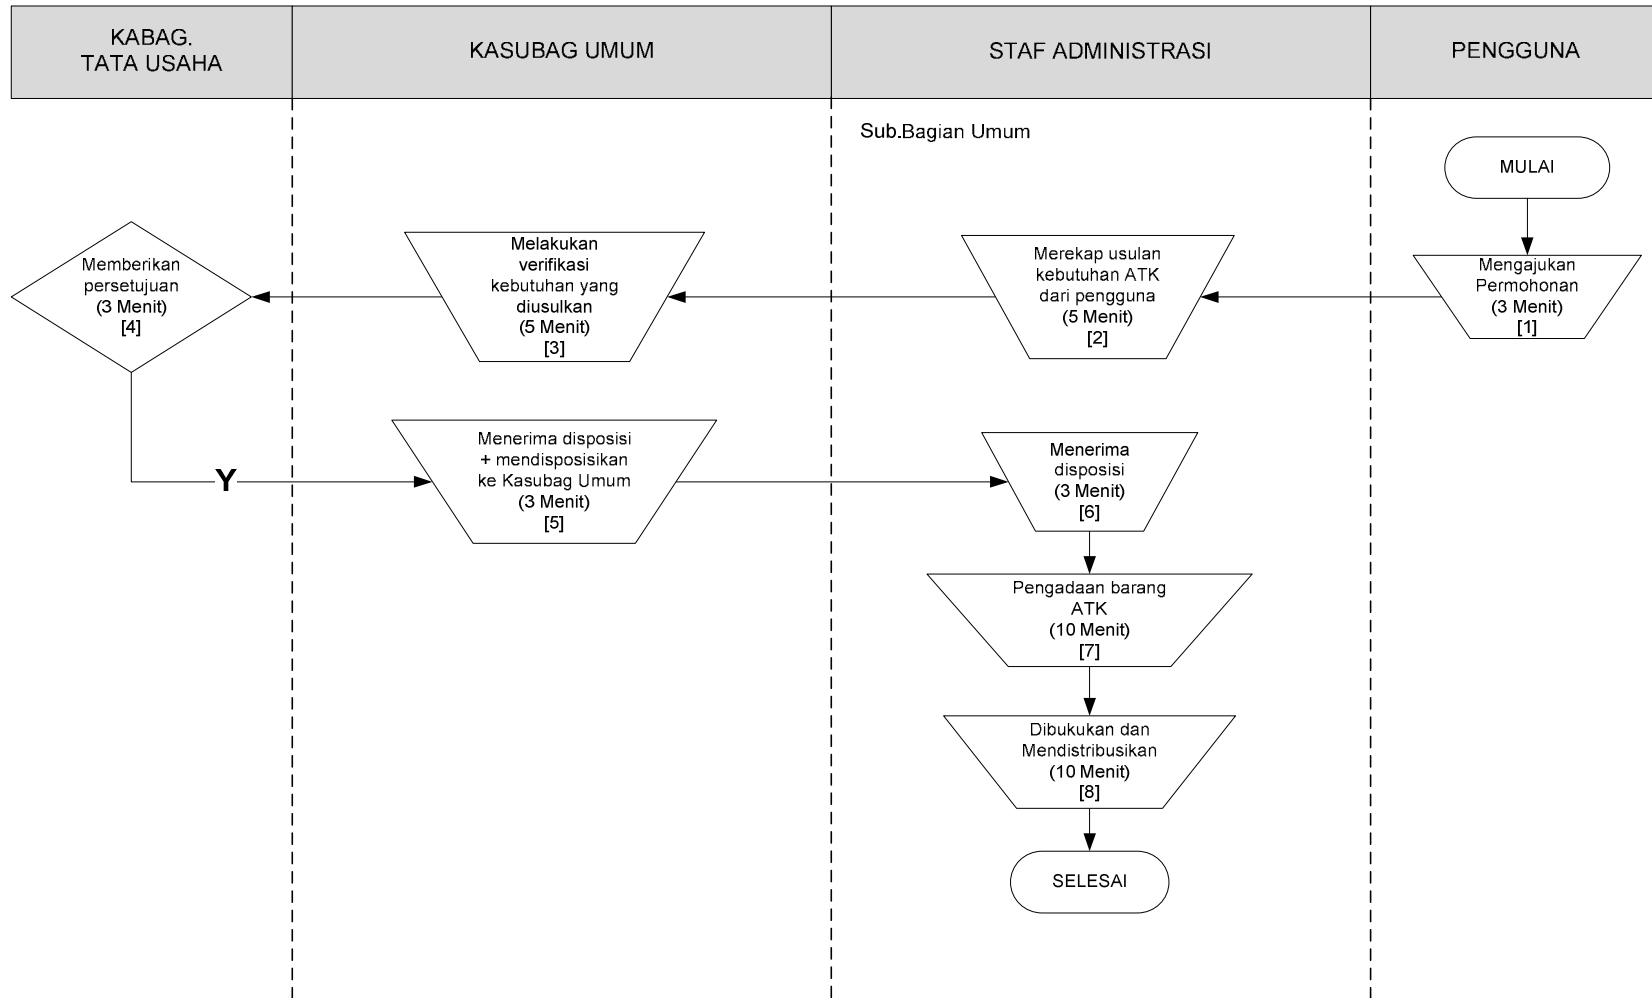 KABAG.
TATA USAHA
KASUBAG UMUM
STAF ADMINISTRASI
PENGGUNA
Sub.Bagian Umum
MULAI
Mengajukan
Permohonan
(3 Menit)
[1]
Merekap usulan
kebutuhan ATK
dari pengguna
(5 Menit)
[2]
Melakukan
verifikasi
kebutuhan yang
diusulkan
(5 Menit)
[3]
Memberikan
persetujuan
(3 Menit)
[4]
Y
Menerima disposisi
+ mendisposisikan
ke Kasubag Umum
(3 Menit)
[5]
Menerima
disposisi
(3 Menit)
[6]
Pengadaan barang
ATK
(10 Menit)
[7]
Dibukukan dan
Mendistribusikan
(10 Menit)
[8]
SELESAI